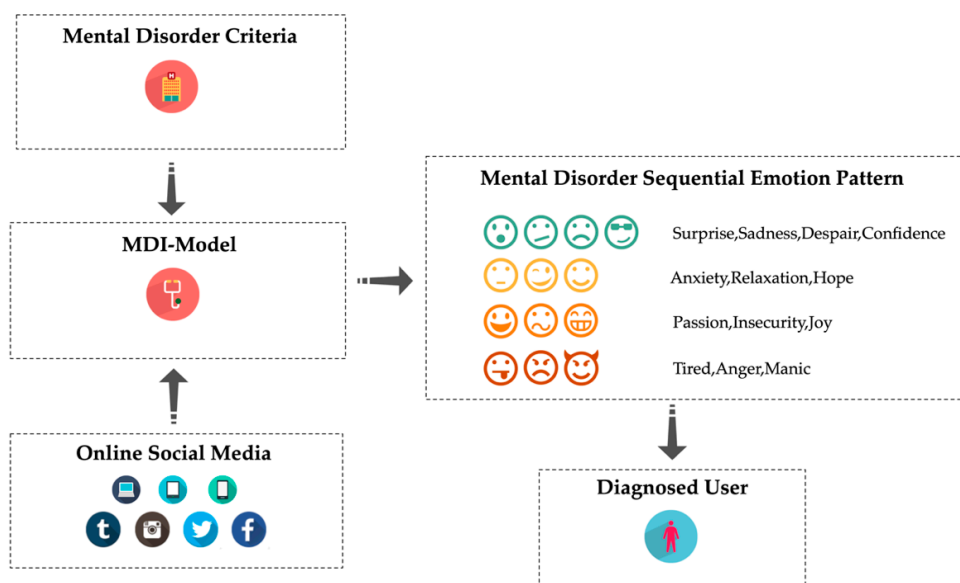 Mental Disorder Criteria
H
MDI-Model
Online Social Media
t
f
Mental Disorder Sequential Emotion Pattern
Surprise,Sadness,Despair,Confidence
Anxiety,Relaxation,Hope
Passion,Insecurity,Joy
Tired,Anger,Manic
Diagnosed User